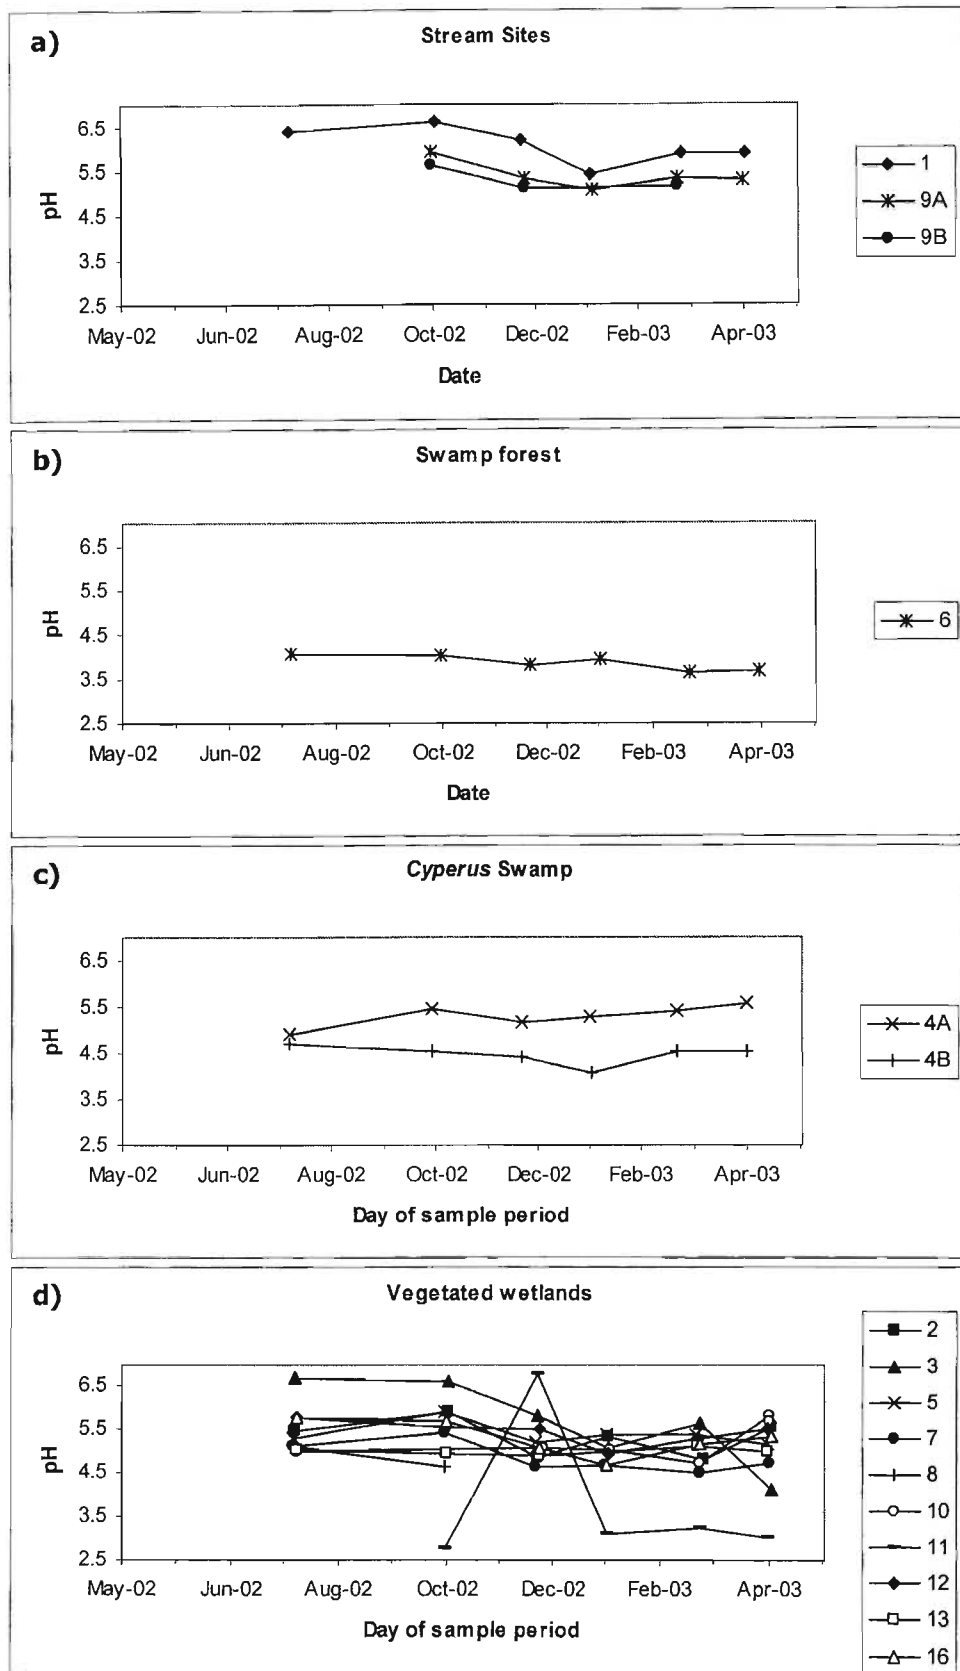 a)
Stream Sites
6.5
5.5
4.5
3.5
2.5
pH
May-02 Jun-02 Aug-02 Oct-02 Dec-02 Feb-03 Apr-03
Date
1
9A
9B
b)
Swamp forest
6.5
5.5
4.5
3.5
2.5
pH
May-02 Jun-02 Aug-02 Oct-02 Dec-02 Feb-03 Apr-03
Date
6
c)
Cyperus Swamp
6.5
5.5
4.5
3.5
2.5
pH
May-02 Jun-02 Aug-02 Oct-02 Dec-02 Feb-03 Apr-03
Day of sample period
4A
4B
d)
Vegetated wetlands
6.5
5.5
4.5
3.5
2.5
pH
May-02 Jun-02 Aug-02 Oct-02 Dec-02 Feb-03 Apr-03
Day of sample period
2
3
5
7
8
10
11
12
13
16